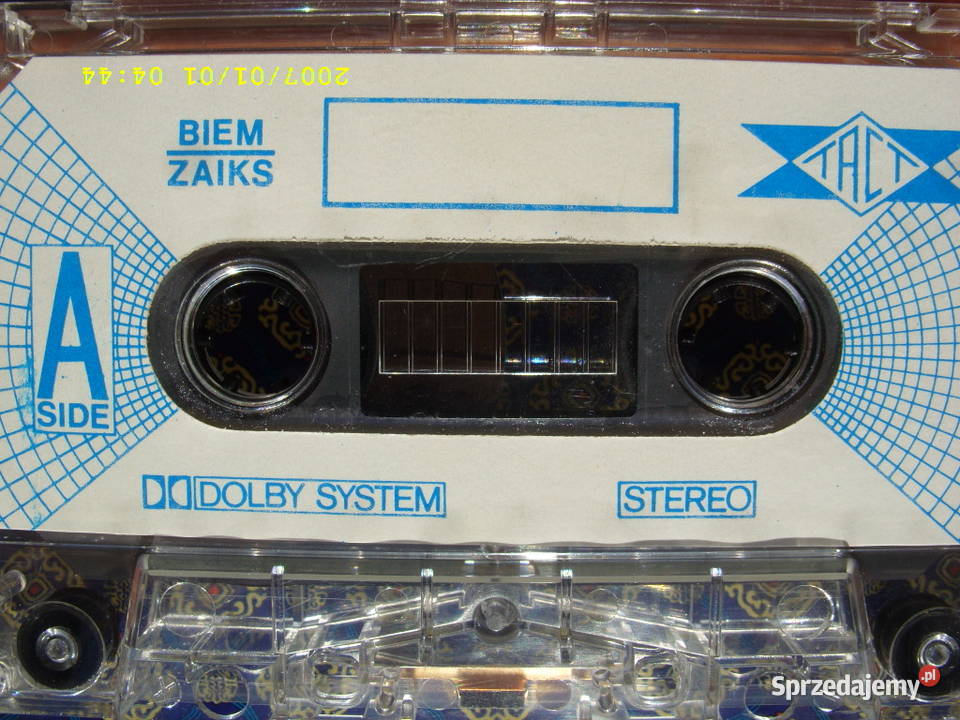 2007/01/01 04:44
BIEM
ZAIKS
TACT
A
SIDE
DOLBY SYSTEM
STEREO
Sprzedajemy.pl